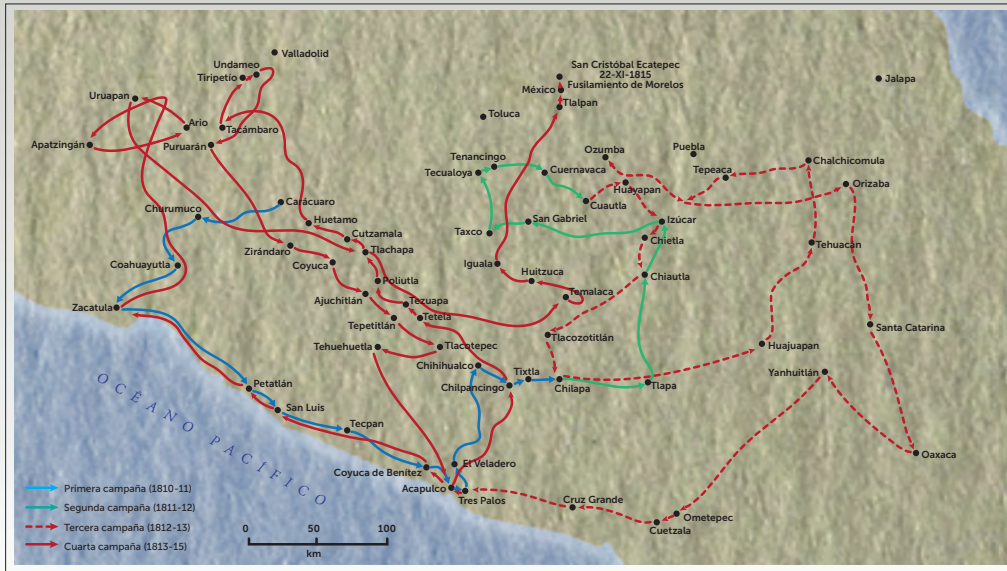 Valladolid
Undameo
Tiripetío
Uruapan
Ario
Tacámbaro
Apatzingán
Puruarán
San Cristóbal Ecatepec
22-XI-1815
Fusilamiento de Morelos
México
Tlalpan
Toluca
Jalapa
Tenancingo
Tecualoya
Cuernavaca
Ozumba
Puebla
Huayapan
Tepeaca
Chalchicomula
Orizaba
Cuautla
Carácuaro
Churumuco
Huetamo
Cutzamala
Zirándaro
Tlachapa
Coyuca
Coahuayutla
Taxco
San Gabriel
Izúcar
Chietla
Tehuacán
Iguala
Huitzuca
Chiautla
Poliutla
Ajuchitlán
Temalaca
Tezuapa
Zacatula
Tepetitlán
Tetela
Santa Catarina
Tehuehuetla
Tlacotepec
Tlacozotitlán
Huajuapan
Chihihualco
Tixtla
Yanhuitlán
Chilpancingo
Chilapa
Tlapa
Petatlán
San Luis
Tecpan
OCÉANO PACÍFICO
Oaxaca
El Veladero
Coyuca de Benítez
Acapulco
Tres Palos
Cruz Grande
Ometepec
Cuetzala
Primera campaña (1810-11)
Segunda campaña (1811-12)
Tercera campaña (1812-13)
Cuarta campaña (1813-15)
0 50 100
km